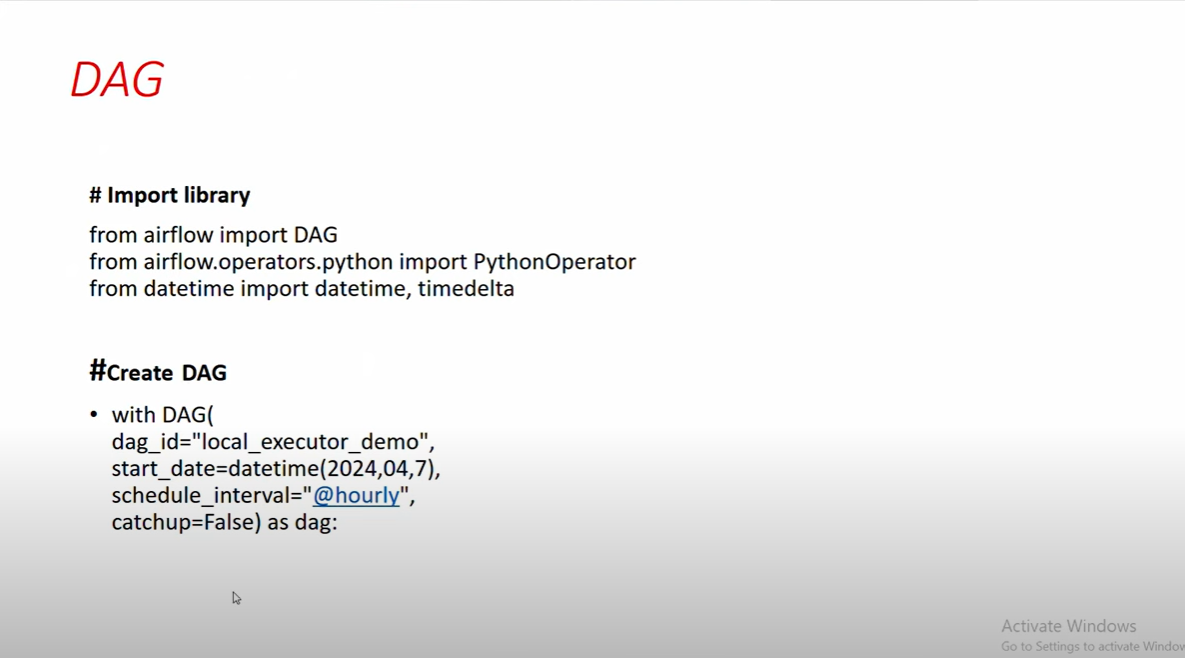 DAG
# Import library
from airflow import DAG
from airflow.operators.python import PythonOperator
from datetime import datetime, timedelta
#Create DAG
• with DAG(
dag_id="local_executor_demo",
start_date=datetime(2024,04,7),
schedule_interval="@hourly",
catchup=False) as dag:
Activate Windows
Go to Settings to activate Window